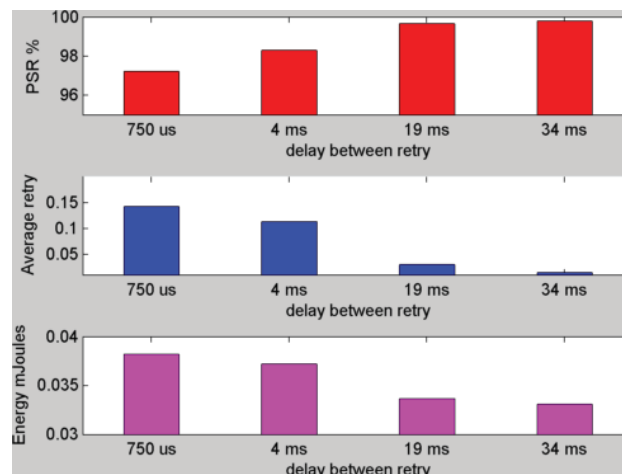 100
98
96
PSR %
750 us 4 ms 19 ms 34 ms
delay between retry
0.15
0.1
0.05
Average retry
750 us 4 ms 19 ms 34 ms
delay between retry
0.04
0.035
0.03
Energy mJoules
750 us 4 ms 19 ms 34 ms
delay between retry